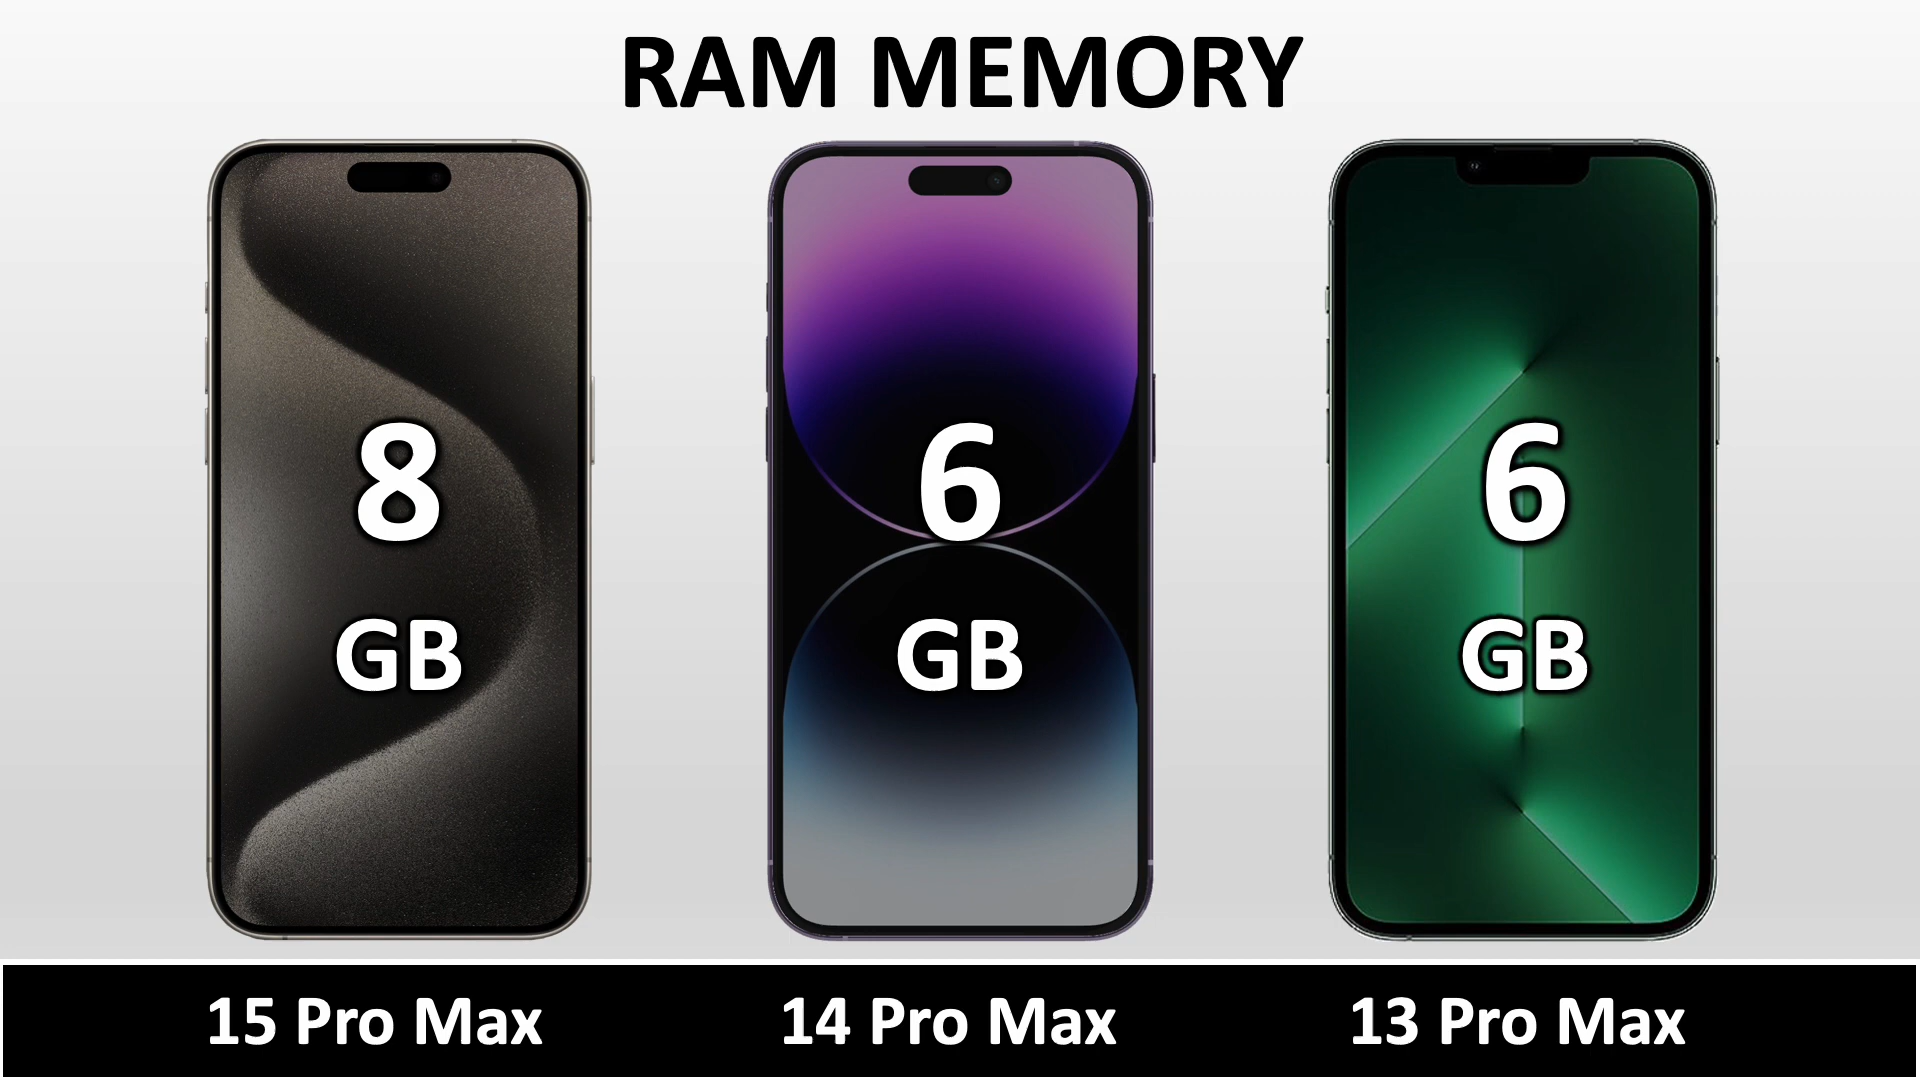 RAM MEMORY
8 6 6
GB GB GB
15 Pro Max 14 Pro Max 13 Pro Max